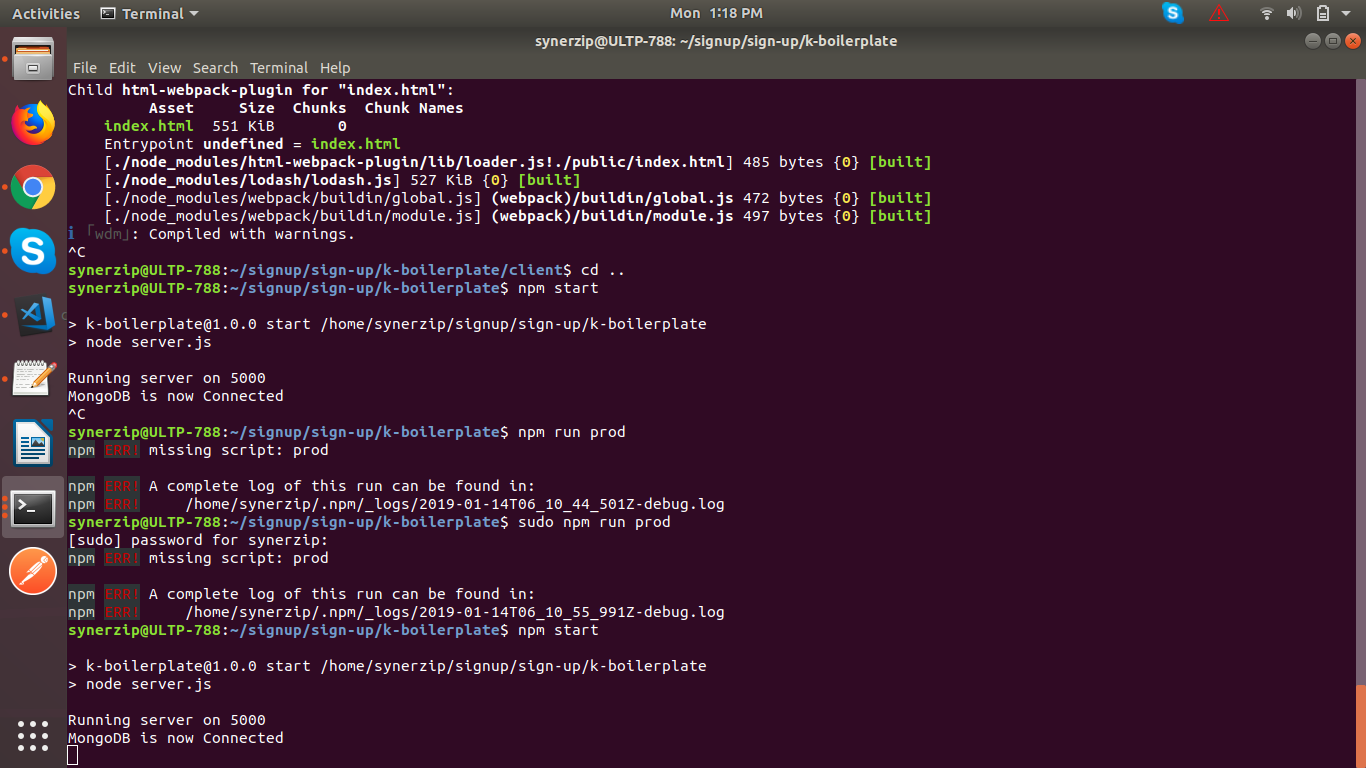 Activities Terminal Mon 1:18 PM
synerzip@ULTP-788: ~/signup/sign-up/k-boilerplate
File Edit View Search Terminal Help
Child html-webpack-plugin for "index.html":
         Asset     Size  Chunks  Chunk Names
    index.html  551 KiB       0
    Entrypoint undefined = index.html
    [./node_modules/html-webpack-plugin/lib/loader.js!./public/index.html] 485 bytes {0} [built]
    [./node_modules/lodash/lodash.js] 527 KiB {0} [built]
    [./node_modules/webpack/buildin/global.js] (webpack)/buildin/global.js 472 bytes {0} [built]
    [./node_modules/webpack/buildin/module.js] (webpack)/buildin/module.js 497 bytes {0} [built]
ℹ ｢wdm｣: Compiled with warnings.
^C
synerzip@ULTP-788:~/signup/sign-up/k-boilerplate/client$ cd ..
synerzip@ULTP-788:~/signup/sign-up/k-boilerplate$ npm start
> k-boilerplate@1.0.0 start /home/synerzip/signup/sign-up/k-boilerplate
> node server.js
Running server on 5000
MongoDB is now Connected
^C
synerzip@ULTP-788:~/signup/sign-up/k-boilerplate$ npm run prod
npm ERR! missing script: prod
npm ERR! A complete log of this run can be found in:
npm ERR!     /home/synerzip/.npm/_logs/2019-01-14T06_10_44_501Z-debug.log
synerzip@ULTP-788:~/signup/sign-up/k-boilerplate$ sudo npm run prod
[sudo] password for synerzip:
npm ERR! missing script: prod
npm ERR! A complete log of this run can be found in:
npm ERR!     /home/synerzip/.npm/_logs/2019-01-14T06_10_55_991Z-debug.log
synerzip@ULTP-788:~/signup/sign-up/k-boilerplate$ npm start
> k-boilerplate@1.0.0 start /home/synerzip/signup/sign-up/k-boilerplate
> node server.js
Running server on 5000
MongoDB is now Connected